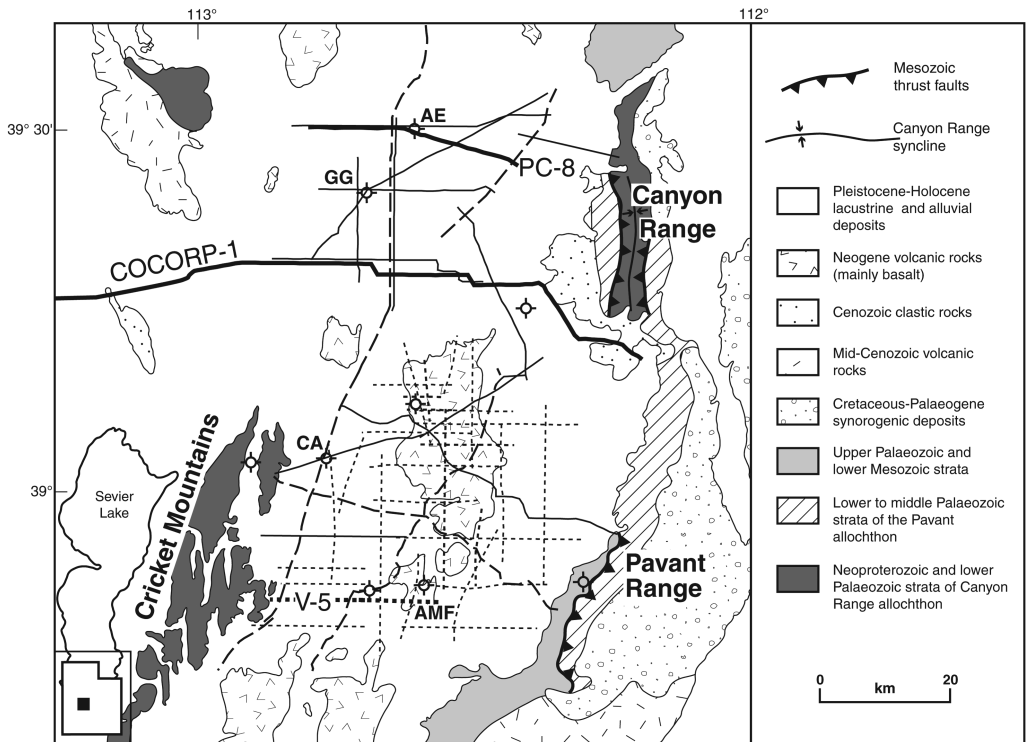 113°
112°
39° 30'
AE
PC-8
GG
Canyon
Range
COCORP-1
CA
39°
Sevier
Lake
Cricket Mountains
Pavant
Range
V-5
AMF
Mesozoic
thrust faults
Canyon Range
syncline
Pleistocene-Holocene
lacustrine and alluvial
deposits
Neogene volcanic rocks
(mainly basalt)
Cenozoic clastic rocks
Mid-Cenozoic volcanic
rocks
Cretaceous-Palaeogene
synorogenic deposits
Upper Palaeozoic and
lower Mesozoic strata
Lower to middle Palaeozoic
strata of the Pavant
allochthon
Neoproterozoic and lower
Palaeozoic strata of Canyon
Range allochthon
0
20
km